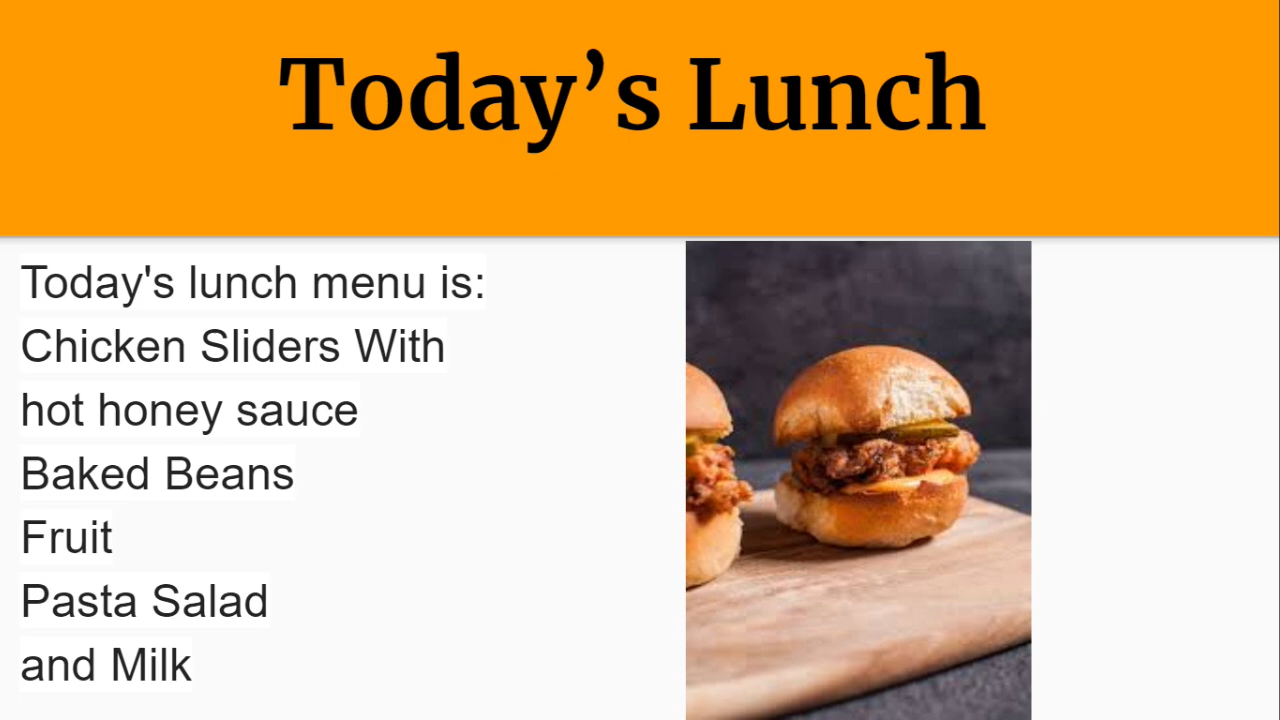 Today’s Lunch
Today's lunch menu is:
Chicken Sliders With
hot honey sauce
Baked Beans
Fruit
Pasta Salad
and Milk